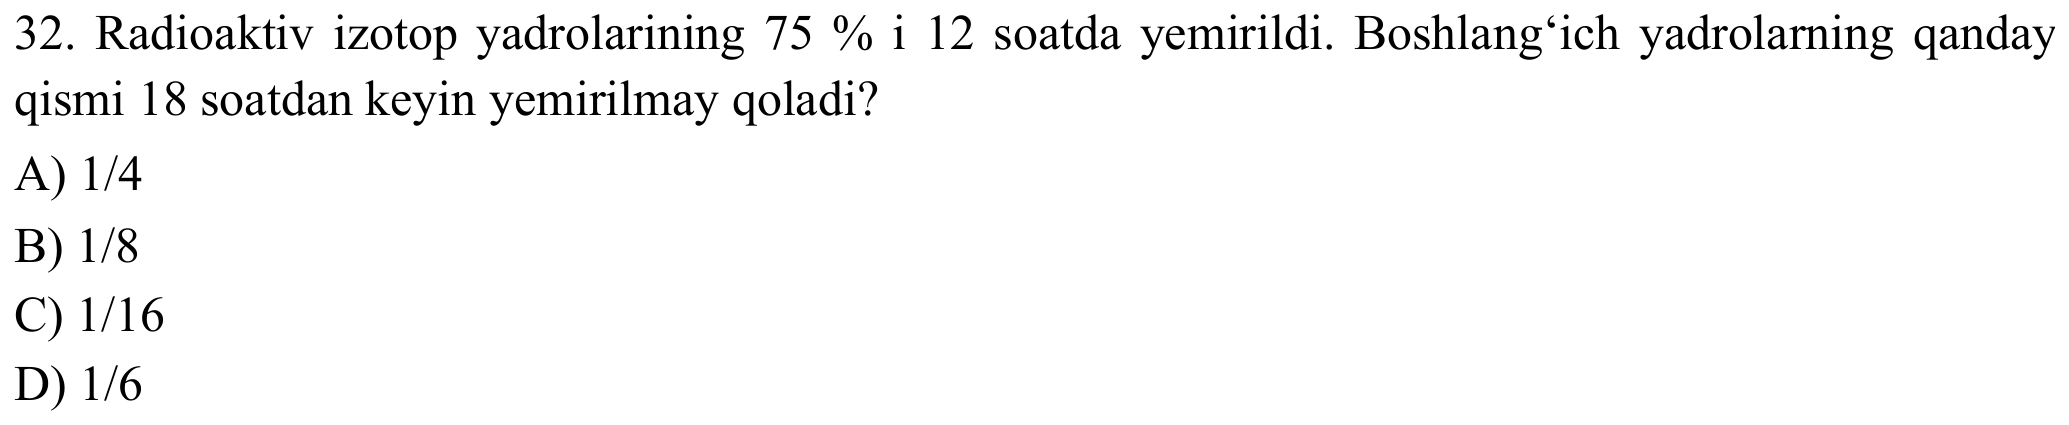 32. Radioaktiv izotop yadrolarining 75 % i 12 soatda yemirildi. Boshlang‘ich yadrolarning qanday
qismi 18 soatdan keyin yemirilmay qoladi?
A) 1/4
B) 1/8
C) 1/16
D) 1/6